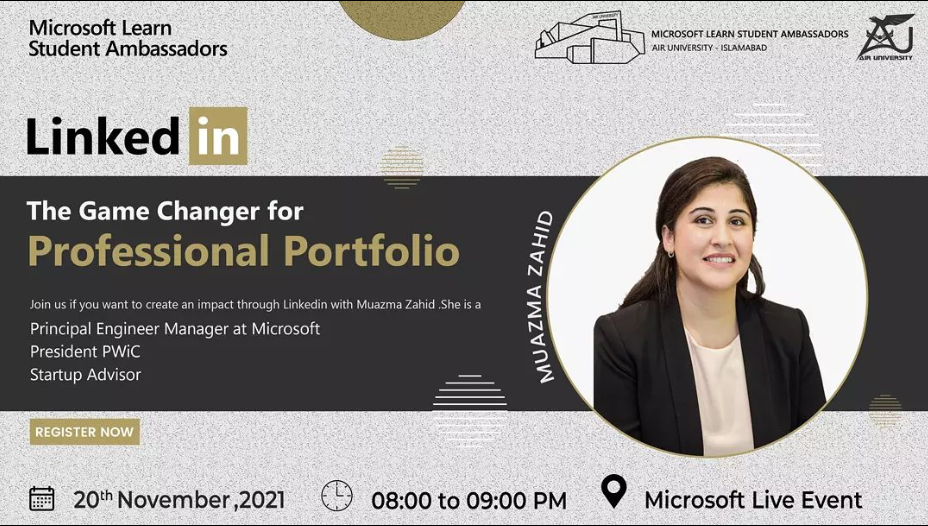 Microsoft Learn
Student Ambassadors
AIR UNIVERSITY
MICROSOFT LEARN STUDENT AMBASSADORS
AIR UNIVERSITY - ISLAMABAD
AU
AIR UNIVERSITY
Linked in
The Game Changer for
Professional Portfolio
Join us if you want to create an impact through Linkedin with Muazma Zahid .She is a
Principal Engineer Manager at Microsoft
President PWiC
Startup Advisor
MUAZMA ZAHID
REGISTER NOW
20th November ,2021
08:00 to 09:00 PM
Microsoft Live Event